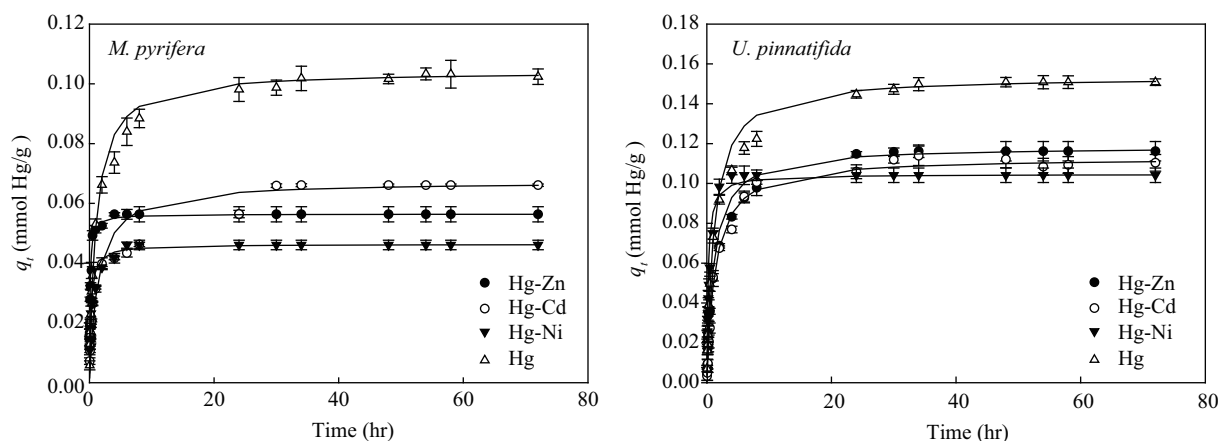 0.12
0.10
0.08
0.06
0.04
0.02
0.00
q_t (mmol Hg/g)
M. pyrifera
Hg-Zn
Hg-Cd
Hg-Ni
Hg
0 20 40 60 80
Time (hr)
0.18
0.16
0.14
0.12
0.10
0.08
0.06
0.04
0.02
0.00
q_t (mmol Hg/g)
U. pinnatifida
Hg-Zn
Hg-Cd
Hg-Ni
Hg
0 20 40 60 80
Time (hr)